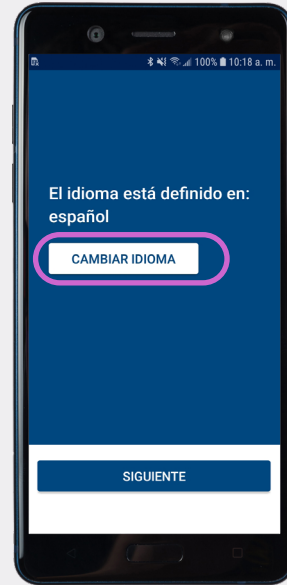 100% 10:18 a. m.
El idioma está definido en:
español
CAMBIAR IDIOMA
SIGUIENTE